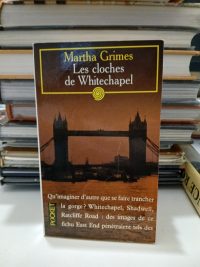 Martha Grimes
Les cloches
de Whitechapel
Qu'imaginer d'autre que se faire trancher
la gorge ? Whitechapel, Shadwell,
Ratcliffe Road : des images de ce
fichu East End pénétraient tels des
POCKET